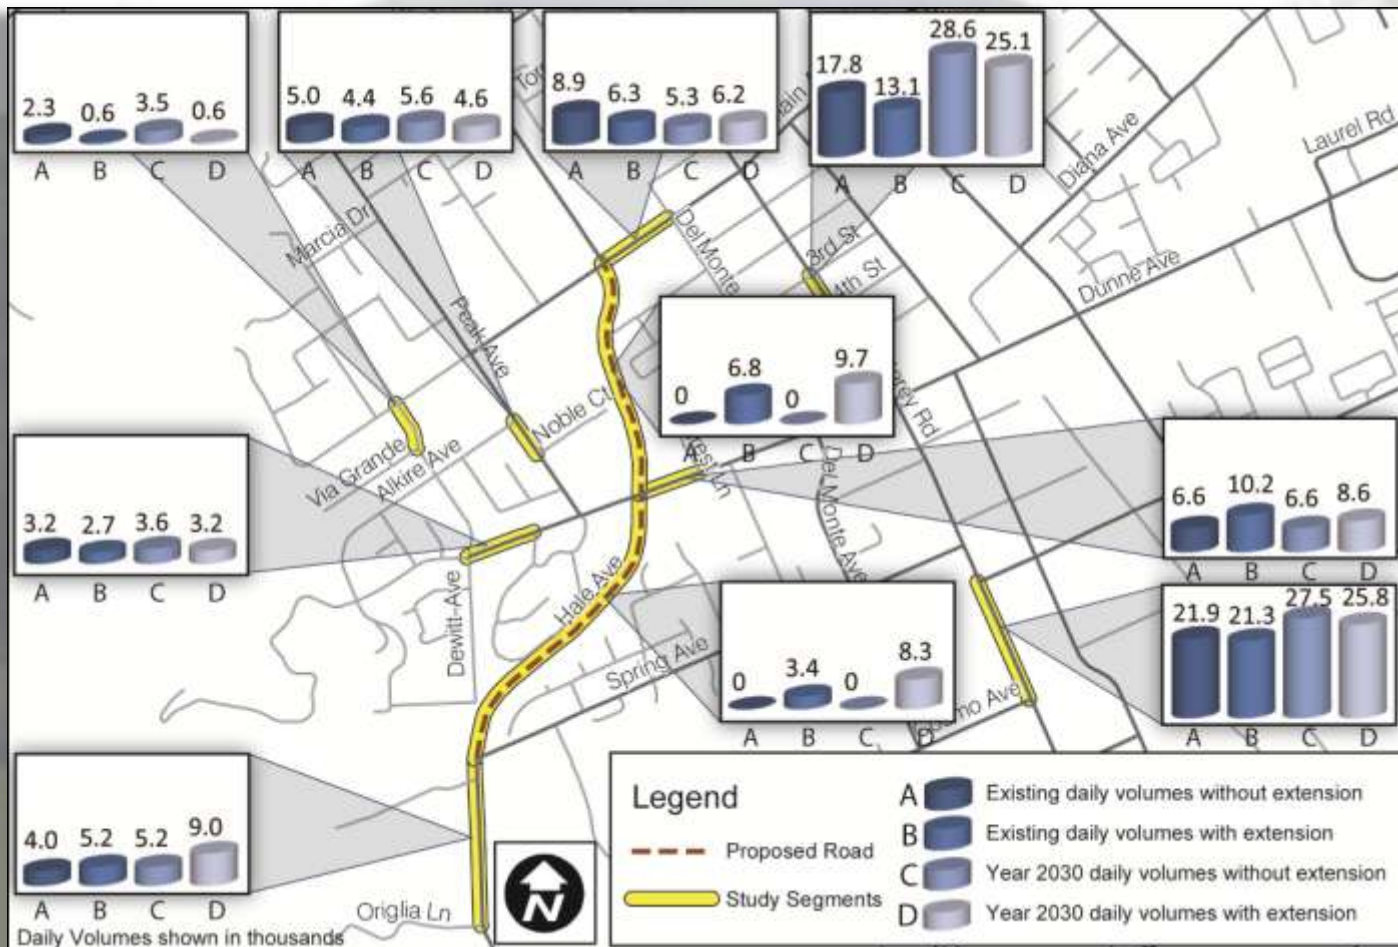 2.3 0.6 3.5 0.6
A B C D
5.0 4.4 5.6 4.6
A B C D
8.9 6.3 5.3 6.2
A B C D
17.8 13.1 28.6 25.1
A B C D
Diana Ave
Laurel Rd
Marcia Dr
Del Monte
3rd St
4th St
Dunne Ave
Peak Ave
0 6.8 0 9.7
A B C D
Noble Ct
Via Grande
Alkire Ave
Del Monte Ave
3.2 2.7 3.6 3.2
A B C D
6.6 10.2 6.6 8.6
A B C D
Dewitt-Ave
Hale Ave
Spring Ave
21.9 21.3 27.5 25.8
A B C D
0 3.4 0 8.3
A B C D
4.0 5.2 5.2 9.0
A B C D
Origlia Ln
Daily Volumes shown in thousands
N
Legend
Proposed Road
Study Segments
A Existing daily volumes without extension
B Existing daily volumes with extension
C Year 2030 daily volumes without extension
D Year 2030 daily volumes with extension